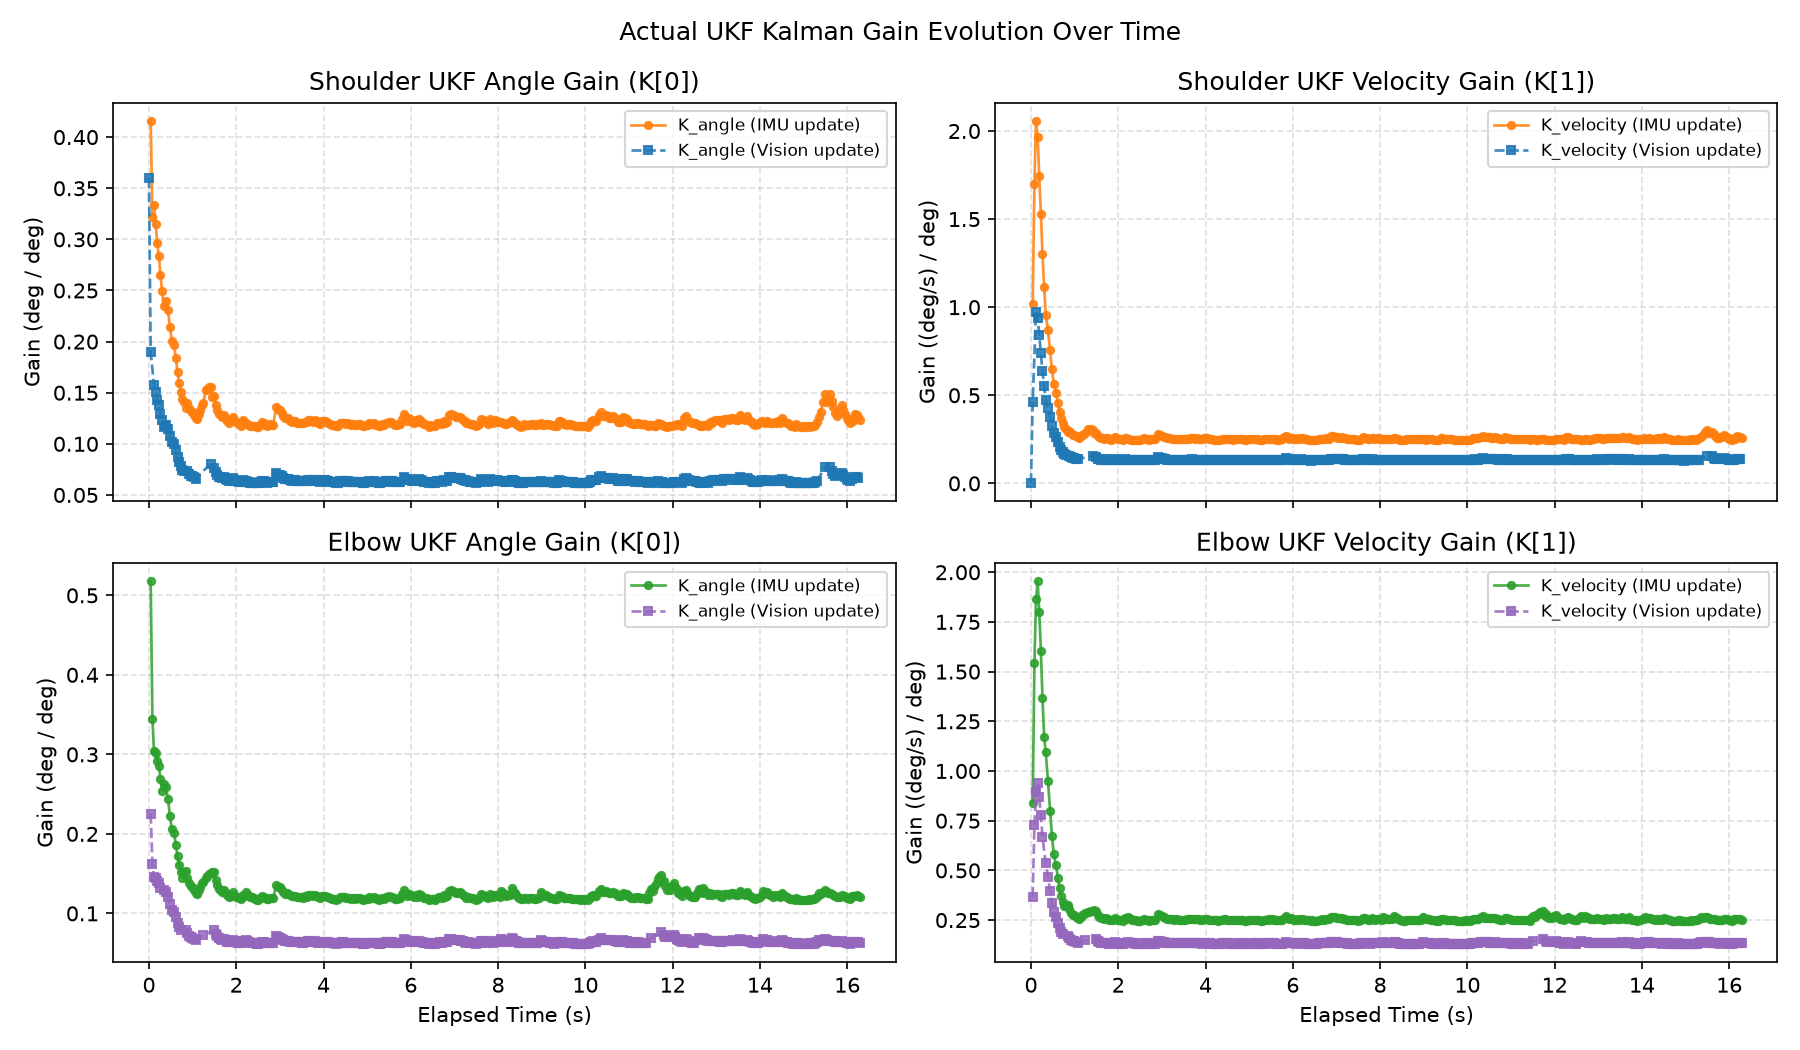 Actual UKF Kalman Gain Evolution Over Time
Shoulder UKF Angle Gain (K[0])
Gain (deg / deg)
0.40
0.35
0.30
0.25
0.20
0.15
0.10
0.05
K_angle (IMU update)
K_angle (Vision update)
Shoulder UKF Velocity Gain (K[1])
Gain ((deg/s) / deg)
2.0
1.5
1.0
0.5
0.0
K_velocity (IMU update)
K_velocity (Vision update)
Elbow UKF Angle Gain (K[0])
Gain (deg / deg)
0.5
0.4
0.3
0.2
0.1
K_angle (IMU update)
K_angle (Vision update)
0 2 4 6 8 10 12 14 16
Elapsed Time (s)
Elbow UKF Velocity Gain (K[1])
Gain ((deg/s) / deg)
2.00
1.75
1.50
1.25
1.00
0.75
0.50
0.25
K_velocity (IMU update)
K_velocity (Vision update)
0 2 4 6 8 10 12 14 16
Elapsed Time (s)